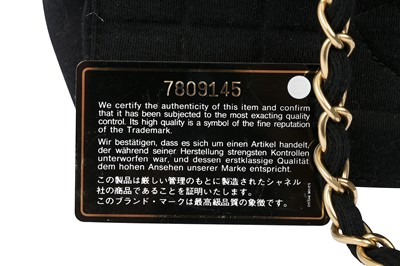 7809145
We certify the authenticity of this item and confirm
that it has been subjected to the most exacting quality
control. Its high quality is a symbol of the fine reputation
of the Trademark.
Wir bestätigen, dass es sich um einen Artikel handelt,
der während seiner Herstellung strengsten Kontrollen
unterworfen war, und dessen erstklassige Qualität
dem hohen Ansehen unserer Marke entspricht.
この製品は厳しい管理のもとに製造されたシャネル
社の商品であることを証明いたします。
このブランド・マークは最高級品質の象徴です。